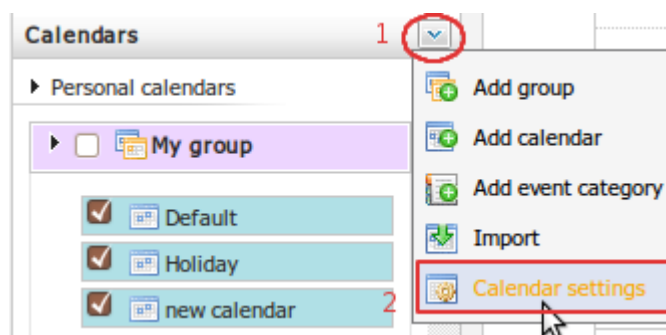 Calendars 1
Personal calendars
My group
Default
Holiday
new calendar
Add group
Add calendar
Add event category
Import
2 Calendar settings